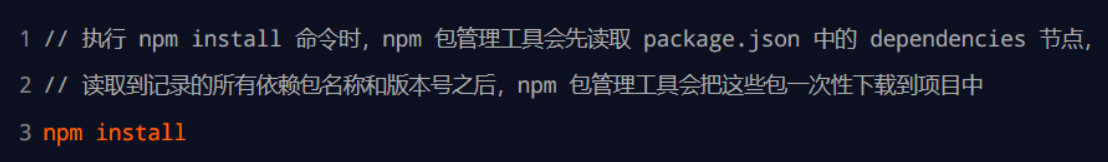 1 // 执行 npm install 命令时，npm 包管理工具会先读取 package.json 中的 dependencies 节点，
2 // 读取到记录的所有依赖包名称和版本号之后，npm 包管理工具会把这些包一次性下载到项目中
3 npm install